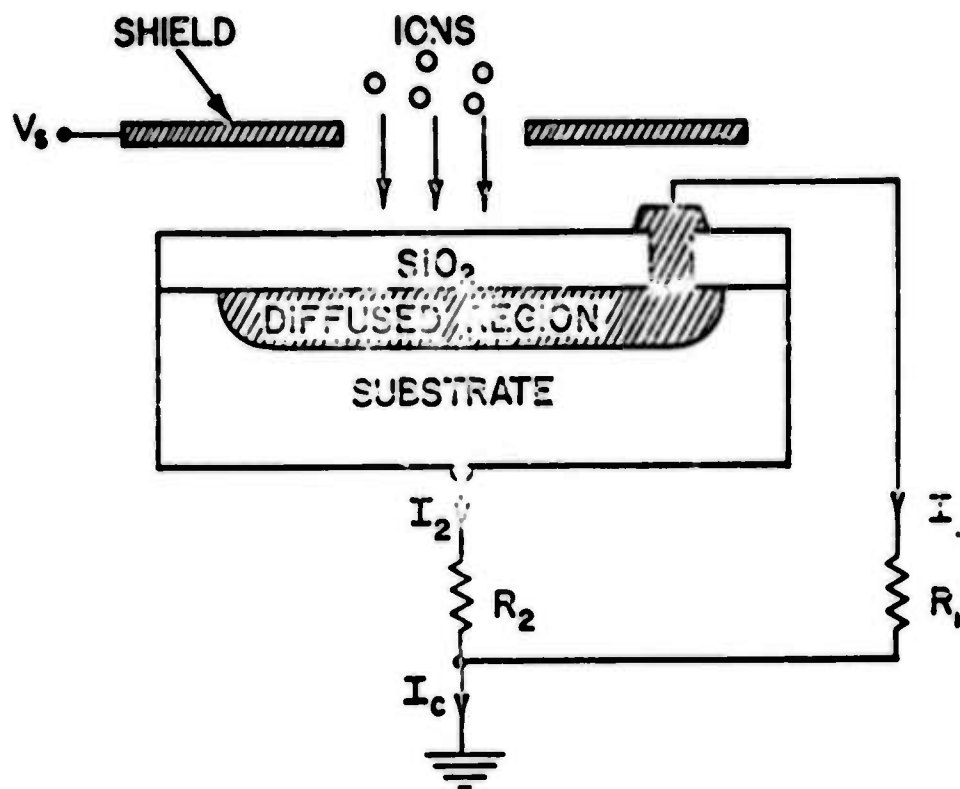 SHIELD
IONS
Vs
SiO2
DIFFUSED REGION
SUBSTRATE
I2
R2
Ic